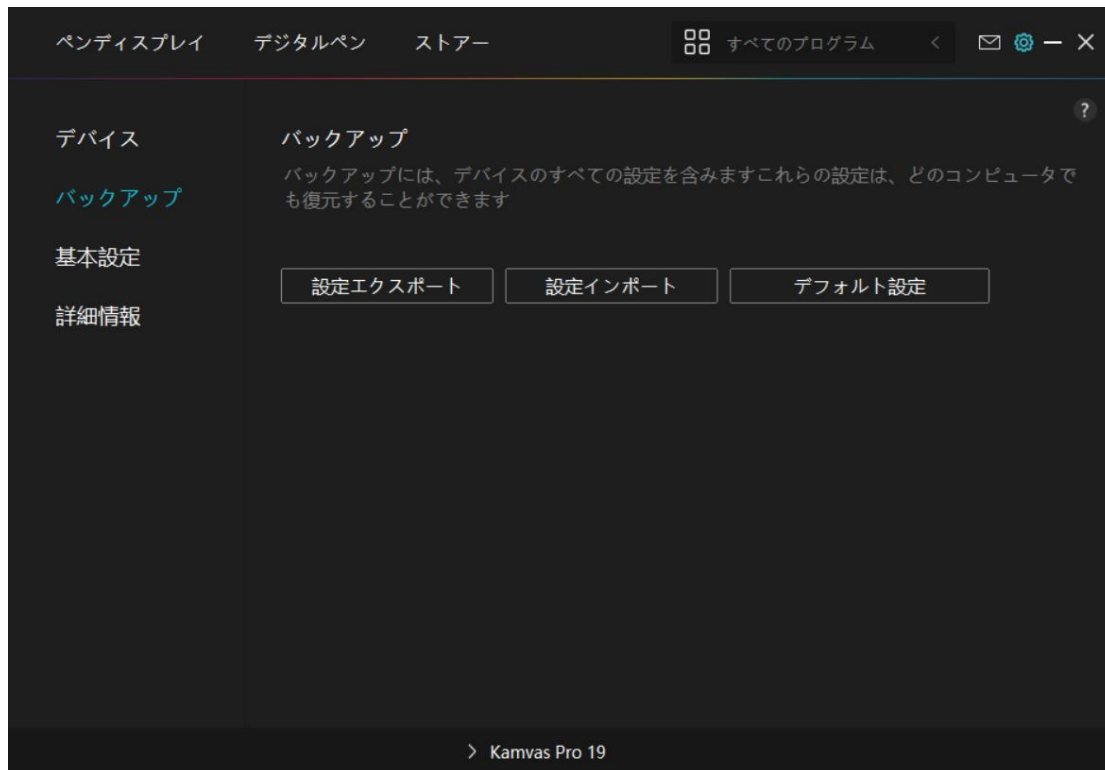 ペンディスプレイ デジタルペン ストアー すべてのプログラム
?
デバイス
バックアップ
基本設定
詳細情報
バックアップ
バックアップには、デバイスのすべての設定を含みますこれらの設定は、どのコンピュータで
も復元することができます
設定エクスポート 設定インポート デフォルト設定
Kamvas Pro 19